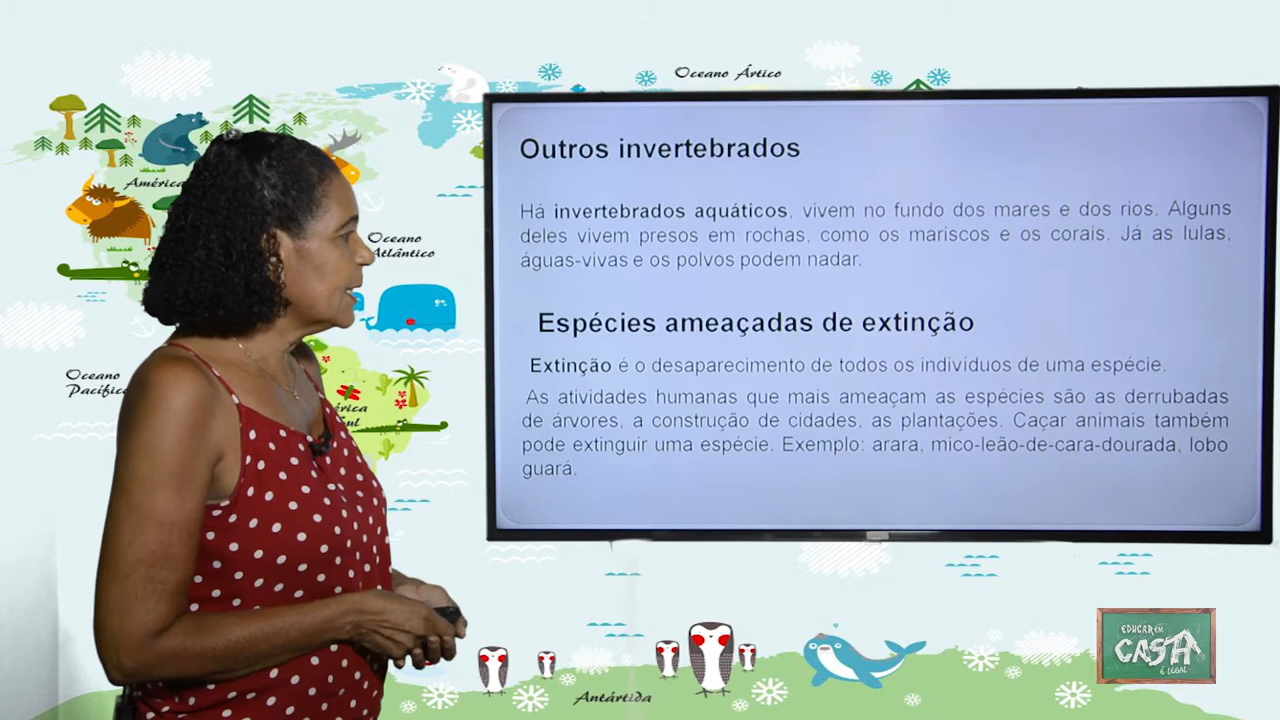 Oceano Ártico
América
Oceano
Atlântico
Oceano
Pacífico
érica
Sul
Antártida
Outros invertebrados
Há invertebrados aquáticos, vivem no fundo dos mares e dos rios. Alguns
deles vivem presos em rochas como os mariscos e os corais. Já as lulas,
águas-vivas e os polvos podem nadar.
Espécies ameaçadas de extinção
Extinção é o desaparecimento de todos os indivíduos de uma espécie.
As atividades humanas que mais ameaçam as espécies são as derrubadas
de árvores, a construção de cidades, as plantações. Caçar animais também
pode extinguir uma espécie. Exemplo: arara, mico-leão-de-cara-dourada, lobo
guará.
EDUCAR EM
CASA
É LEGAL